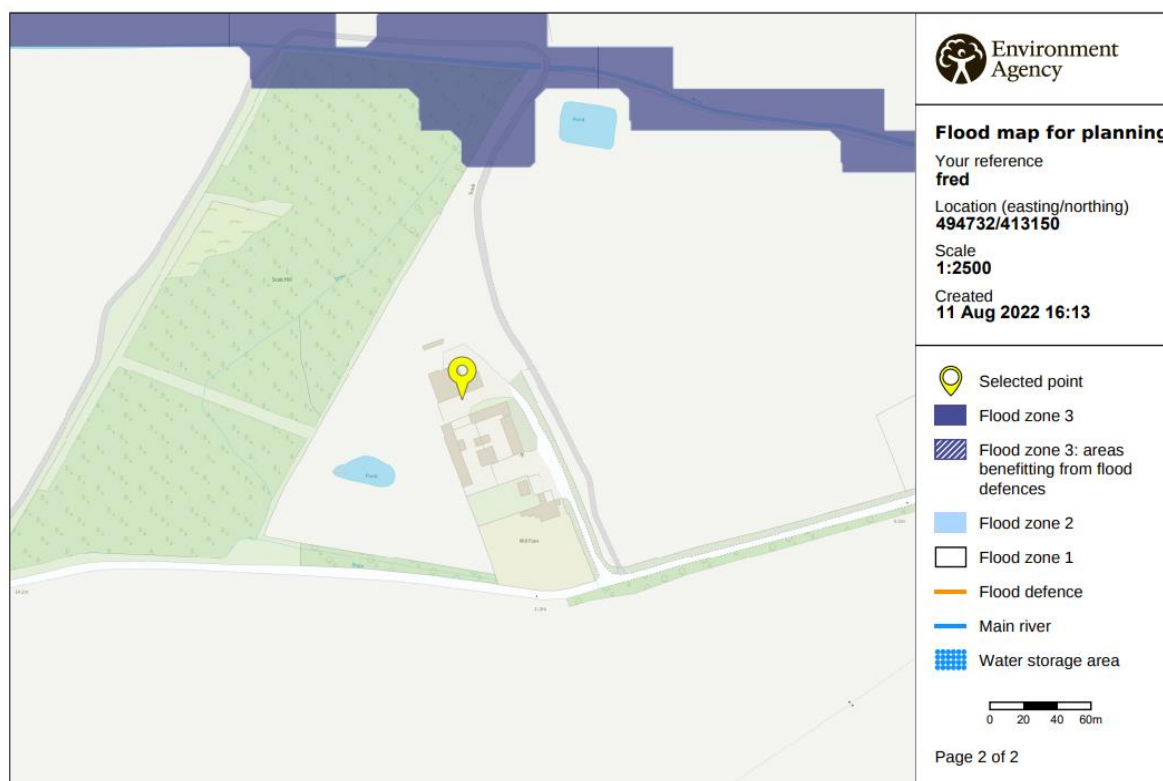 Environment
Agency
Flood map for planning
Your reference
fred
Location (easting/northing)
494732/413150
Scale
1:2500
Created
11 Aug 2022 16:13
Selected point
Flood zone 3
Flood zone 3: areas
benefitting from flood
defences
Flood zone 2
Flood zone 1
Flood defence
Main river
Water storage area
0 20 40 60m
Page 2 of 2
Pond
Track
Pond
Mill Farm
Drain